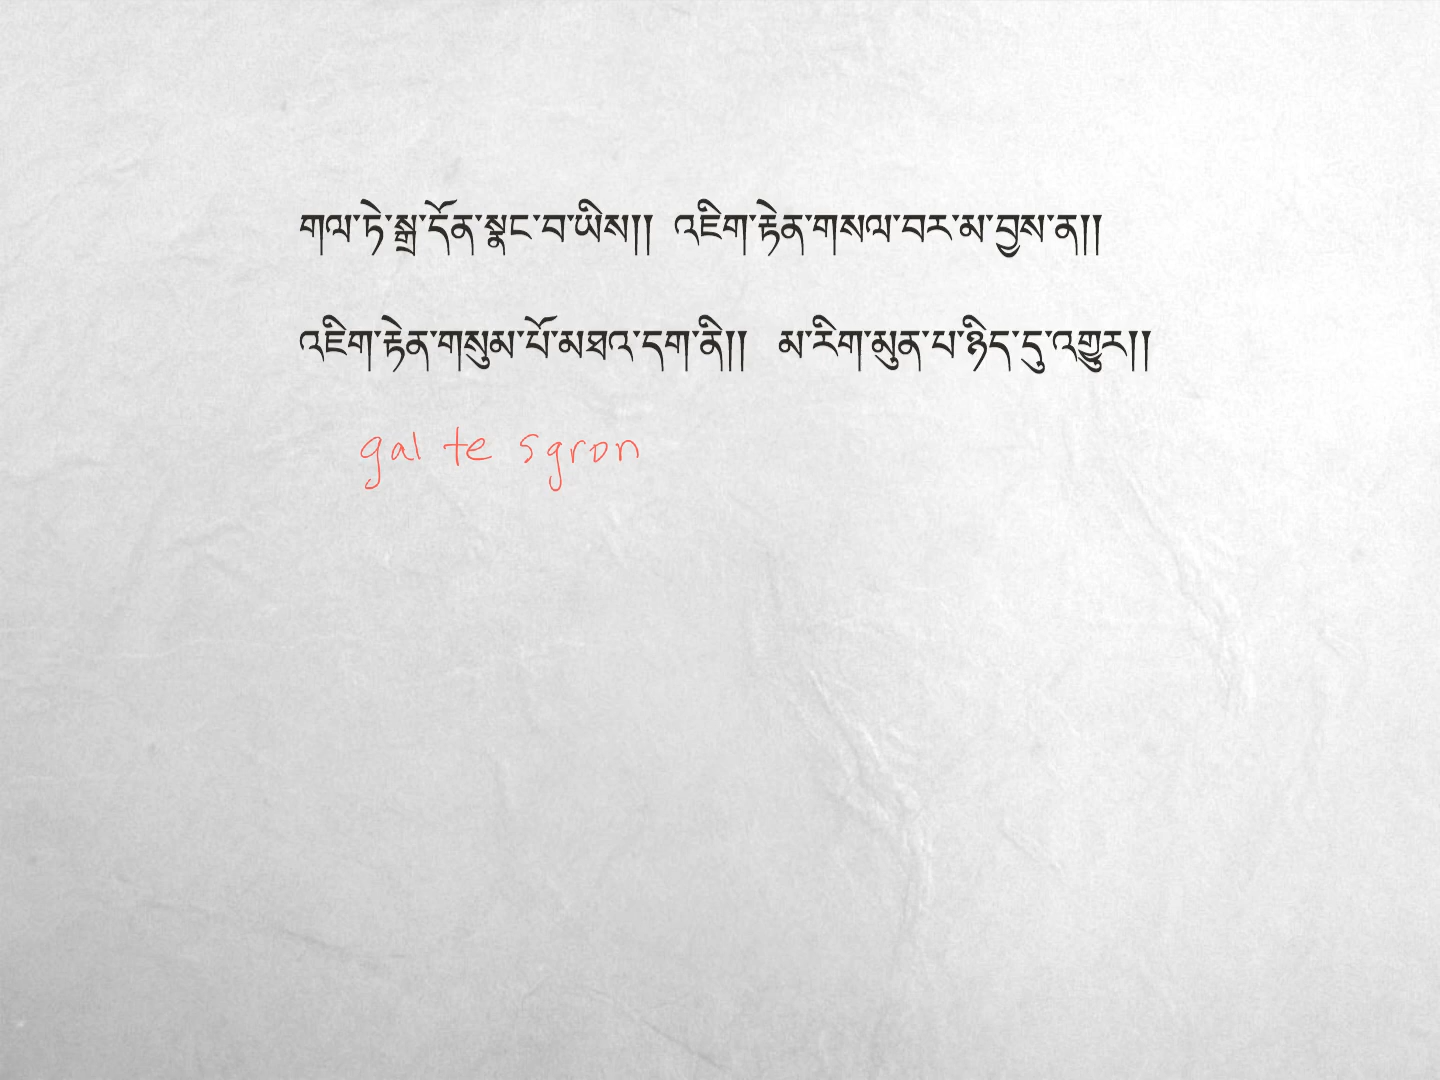 གལ་ཏེ་སྒྲ་དོན་སྣང་བ་ཡིས།། འཇིག་རྟེན་གསལ་བར་མ་བྱས་ན།།
འཇིག་རྟེན་གསུམ་པོ་མཐའ་དག་ནི།། མ་རིག་མུན་པ་ཉིད་དུ་འགྱུར།།
gal te sgron